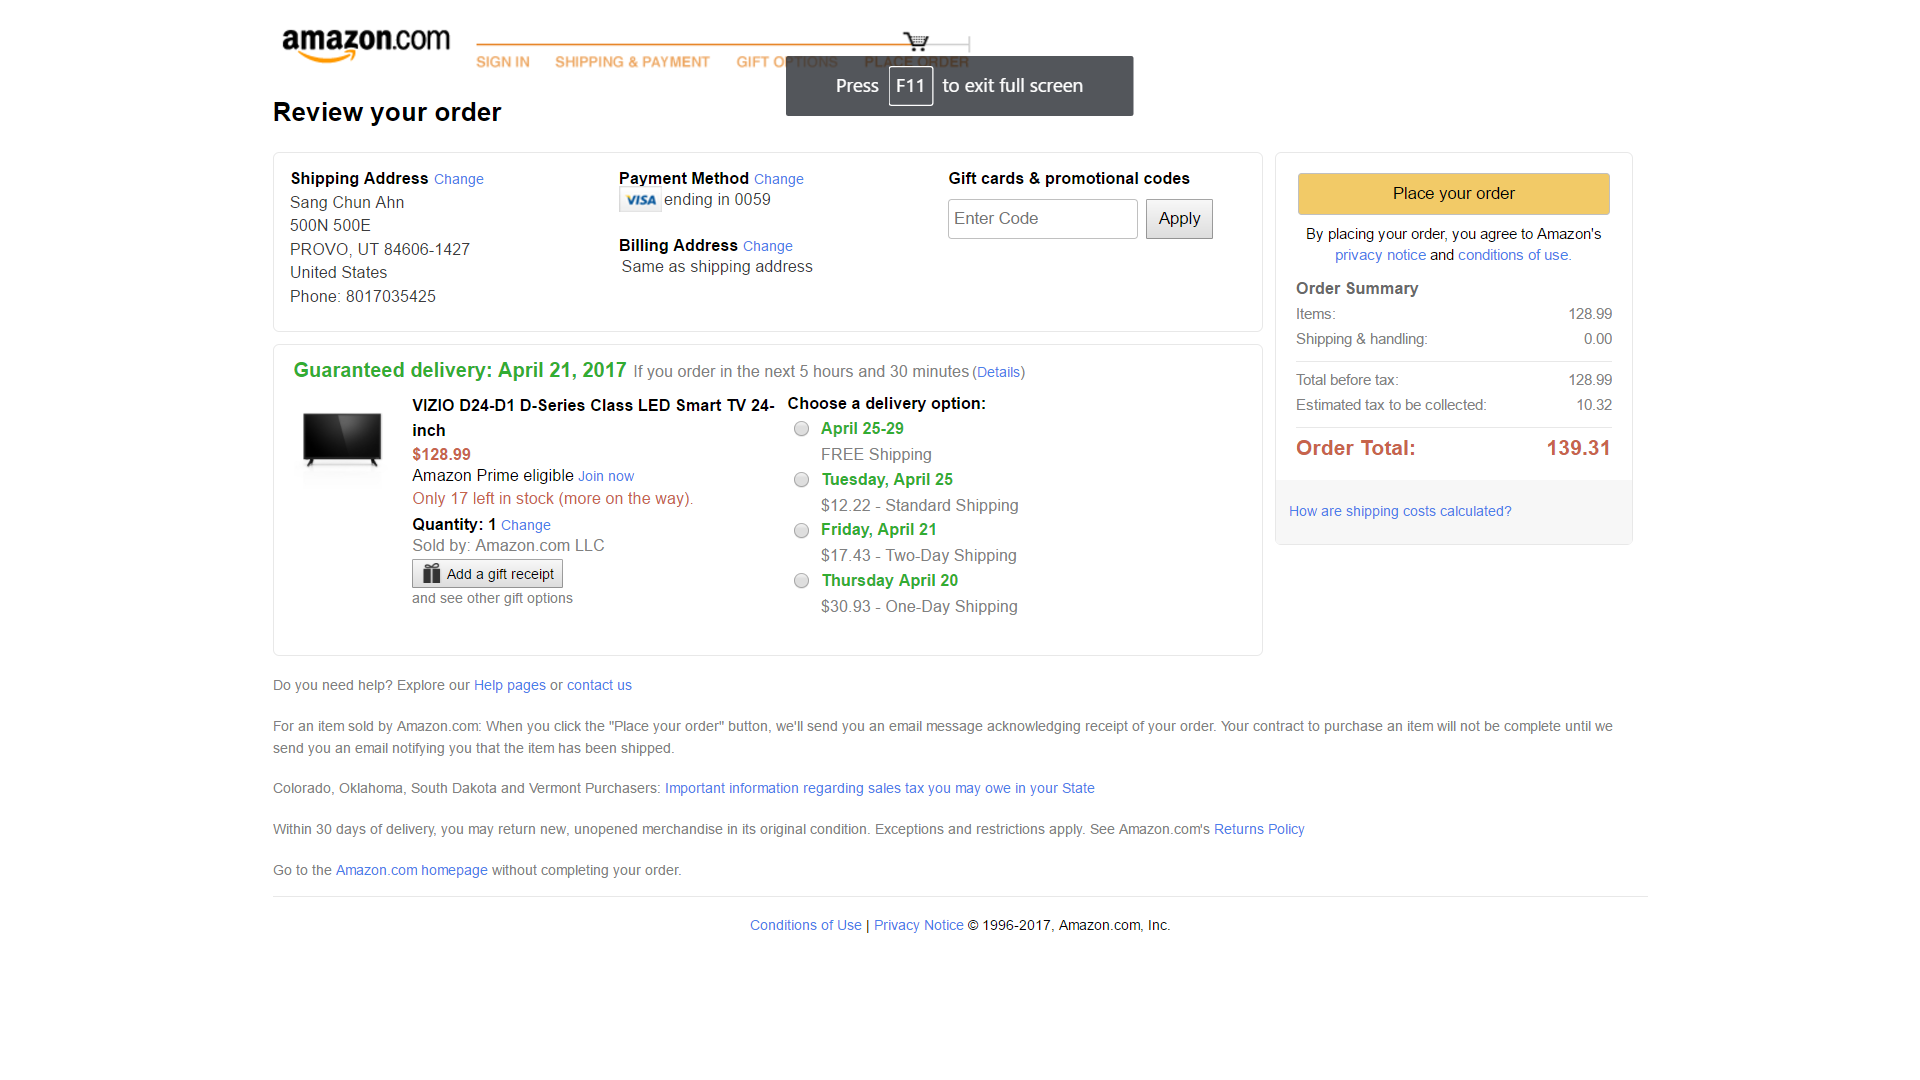 amazon.com
SIGN IN SHIPPING & PAYMENT GIFT OPTIONS PLACE ORDER
Press F11 to exit full screen
Review your order
Shipping Address Change
Sang Chun Ahn
500N 500E
PROVO, UT 84606-1427
United States
Phone: 8017035425
Payment Method Change
VISA ending in 0059
Billing Address Change
Same as shipping address
Gift cards & promotional codes
Enter Code Apply
Place your order
By placing your order, you agree to Amazon's
privacy notice and conditions of use.
Order Summary
Items: 128.99
Shipping & handling: 0.00
Total before tax: 128.99
Estimated tax to be collected: 10.32
Order Total: 139.31
How are shipping costs calculated?
Guaranteed delivery: April 21, 2017 If you order in the next 5 hours and 30 minutes (Details)
VIZIO D24-D1 D-Series Class LED Smart TV 24-
inch
$128.99
Amazon Prime eligible Join now
Only 17 left in stock (more on the way).
Quantity: 1 Change
Sold by: Amazon.com LLC
Add a gift receipt
and see other gift options
Choose a delivery option:
April 25-29
FREE Shipping
Tuesday, April 25
$12.22 - Standard Shipping
Friday, April 21
$17.43 - Two-Day Shipping
Thursday April 20
$30.93 - One-Day Shipping
Do you need help? Explore our Help pages or contact us
For an item sold by Amazon.com: When you click the "Place your order" button, we'll send you an email message acknowledging receipt of your order. Your contract to purchase an item will not be complete until we
send you an email notifying you that the item has been shipped.
Colorado, Oklahoma, South Dakota and Vermont Purchasers: Important information regarding sales tax you may owe in your State
Within 30 days of delivery, you may return new, unopened merchandise in its original condition. Exceptions and restrictions apply. See Amazon.com's Returns Policy
Go to the Amazon.com homepage without completing your order.
Conditions of Use | Privacy Notice © 1996-2017, Amazon.com, Inc.